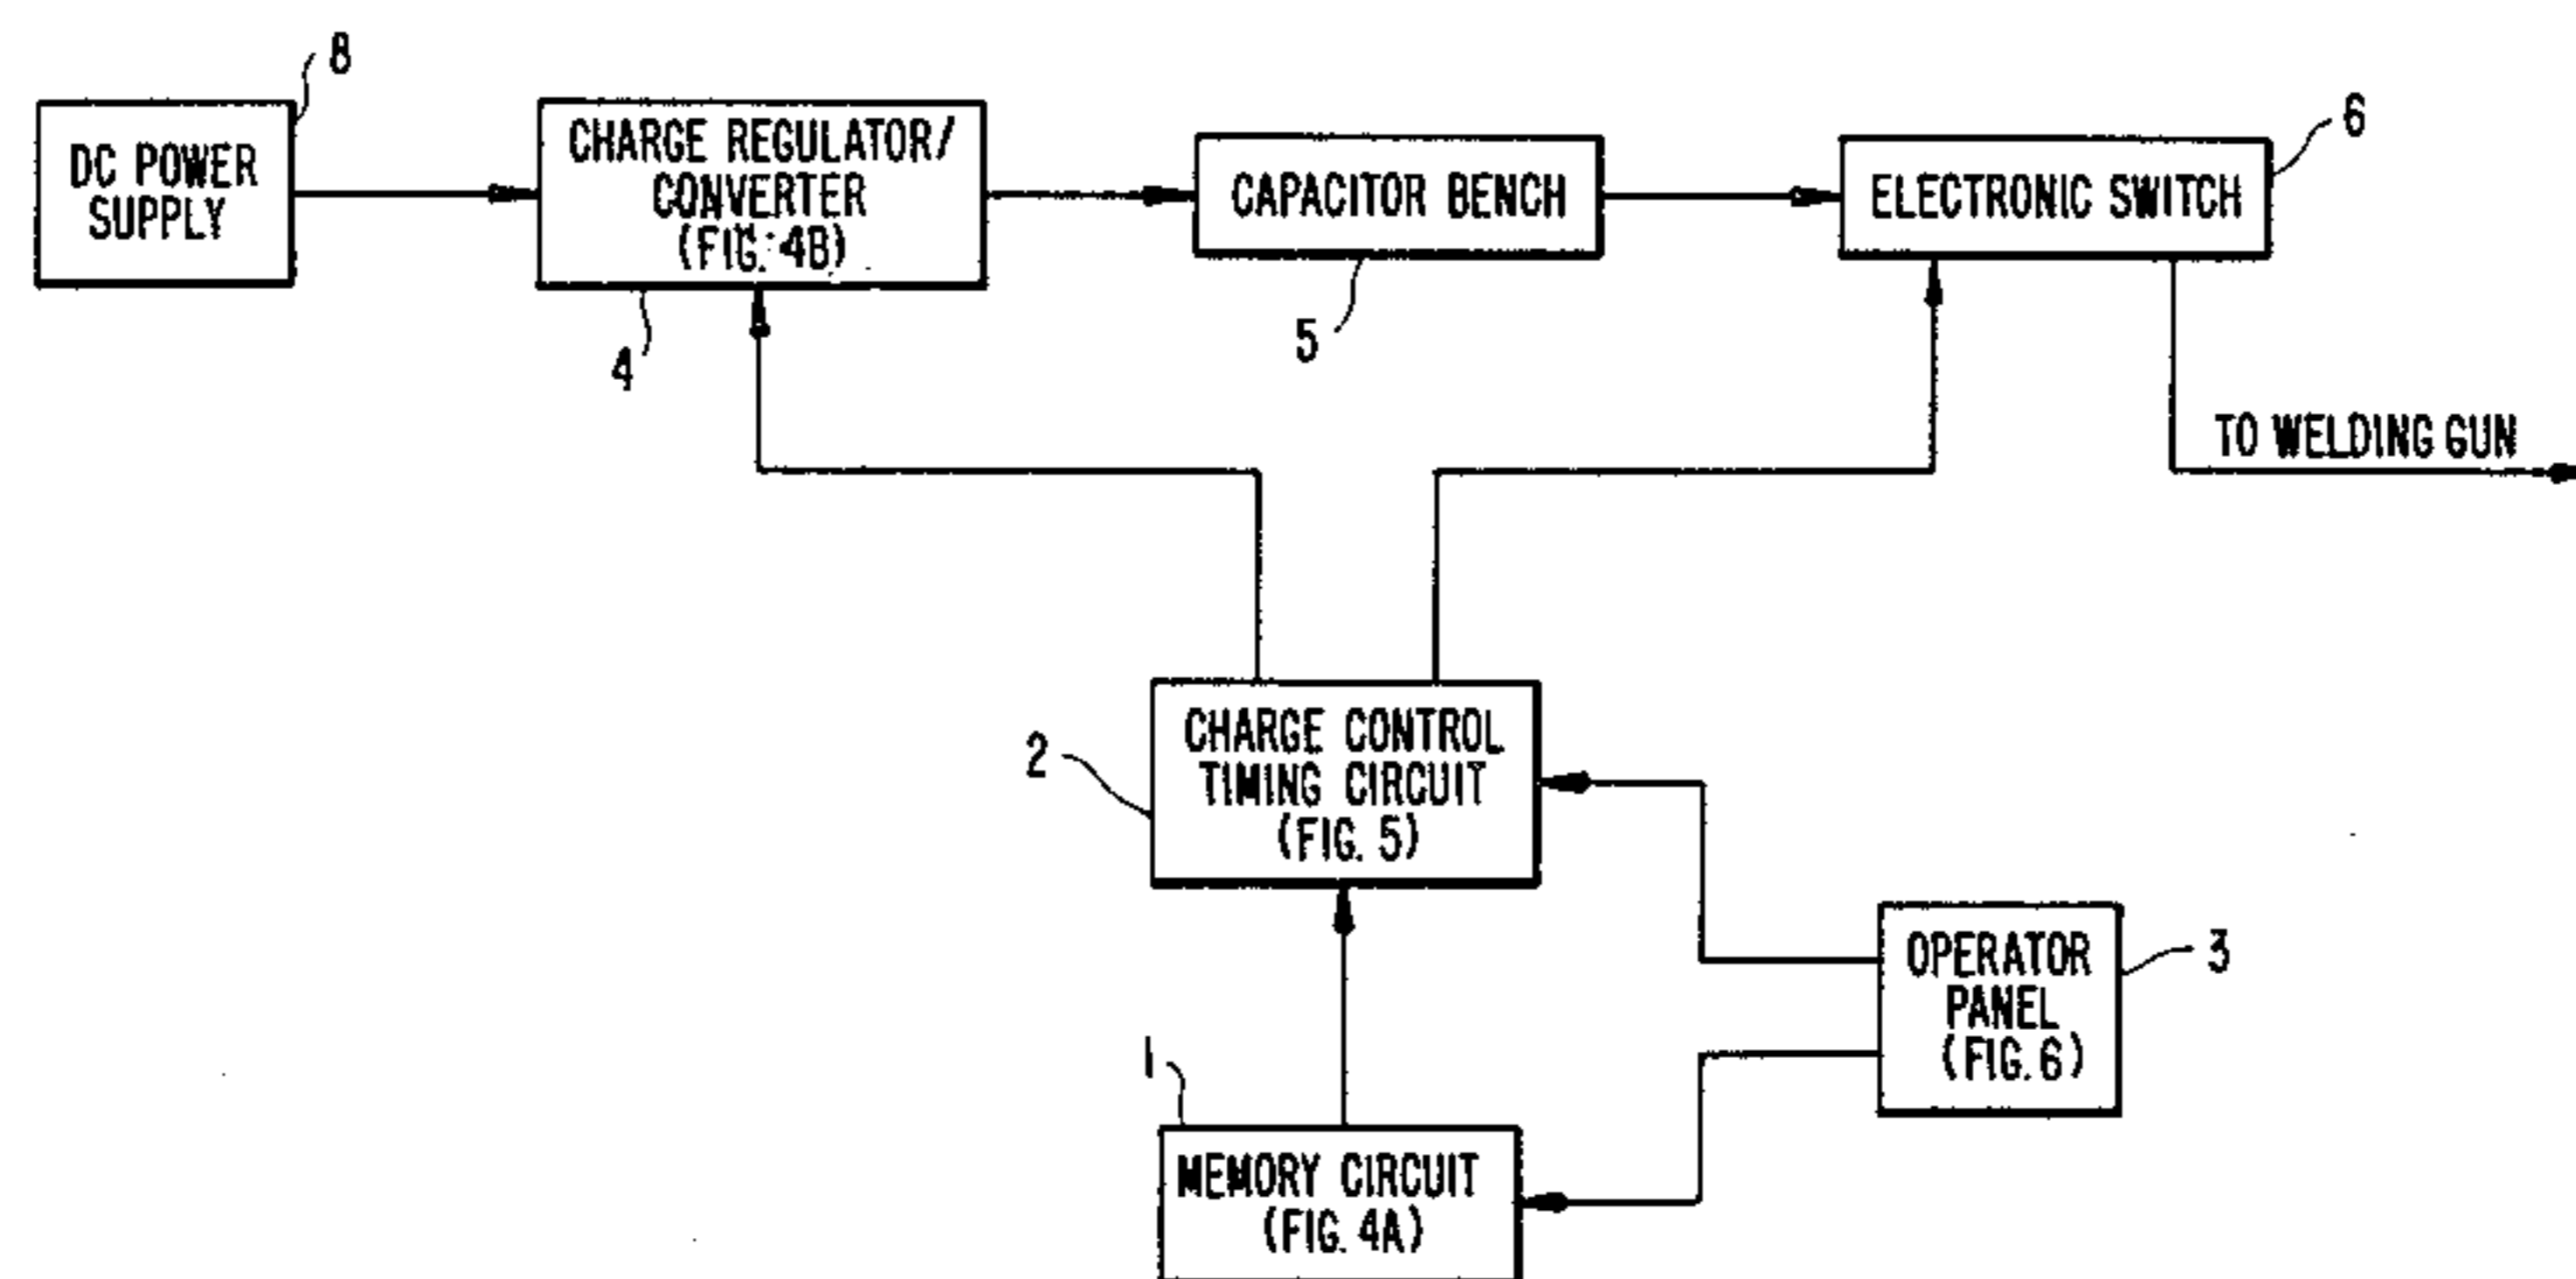 8
DC POWER
SUPPLY
CHARGE REGULATOR/
CONVERTER
(FIG. 4B)
4
CAPACITOR BENCH
5
ELECTRONIC SWITCH
6
TO WELDING GUN
2
CHARGE CONTROL
TIMING CIRCUIT
(FIG. 5)
OPERATOR
PANEL
(FIG. 6)
3
1
MEMORY CIRCUIT
(FIG. 4A)